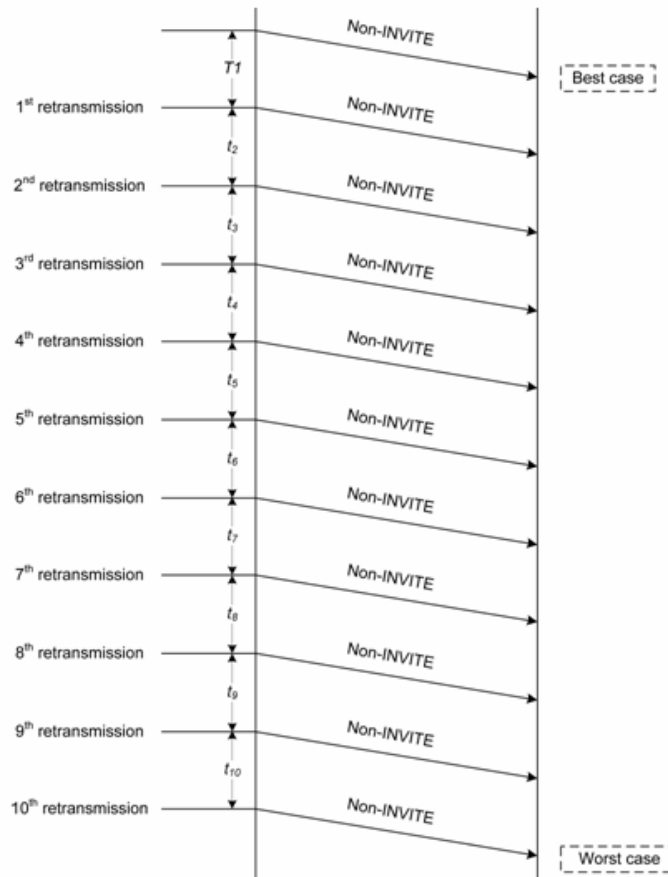 Non-INVITE
T1
Best case
1st retransmission
Non-INVITE
t2
2nd retransmission
Non-INVITE
t3
3rd retransmission
Non-INVITE
t4
4th retransmission
Non-INVITE
t5
5th retransmission
Non-INVITE
t6
6th retransmission
Non-INVITE
t7
7th retransmission
Non-INVITE
t8
8th retransmission
Non-INVITE
t9
9th retransmission
Non-INVITE
t10
10th retransmission
Non-INVITE
Worst case